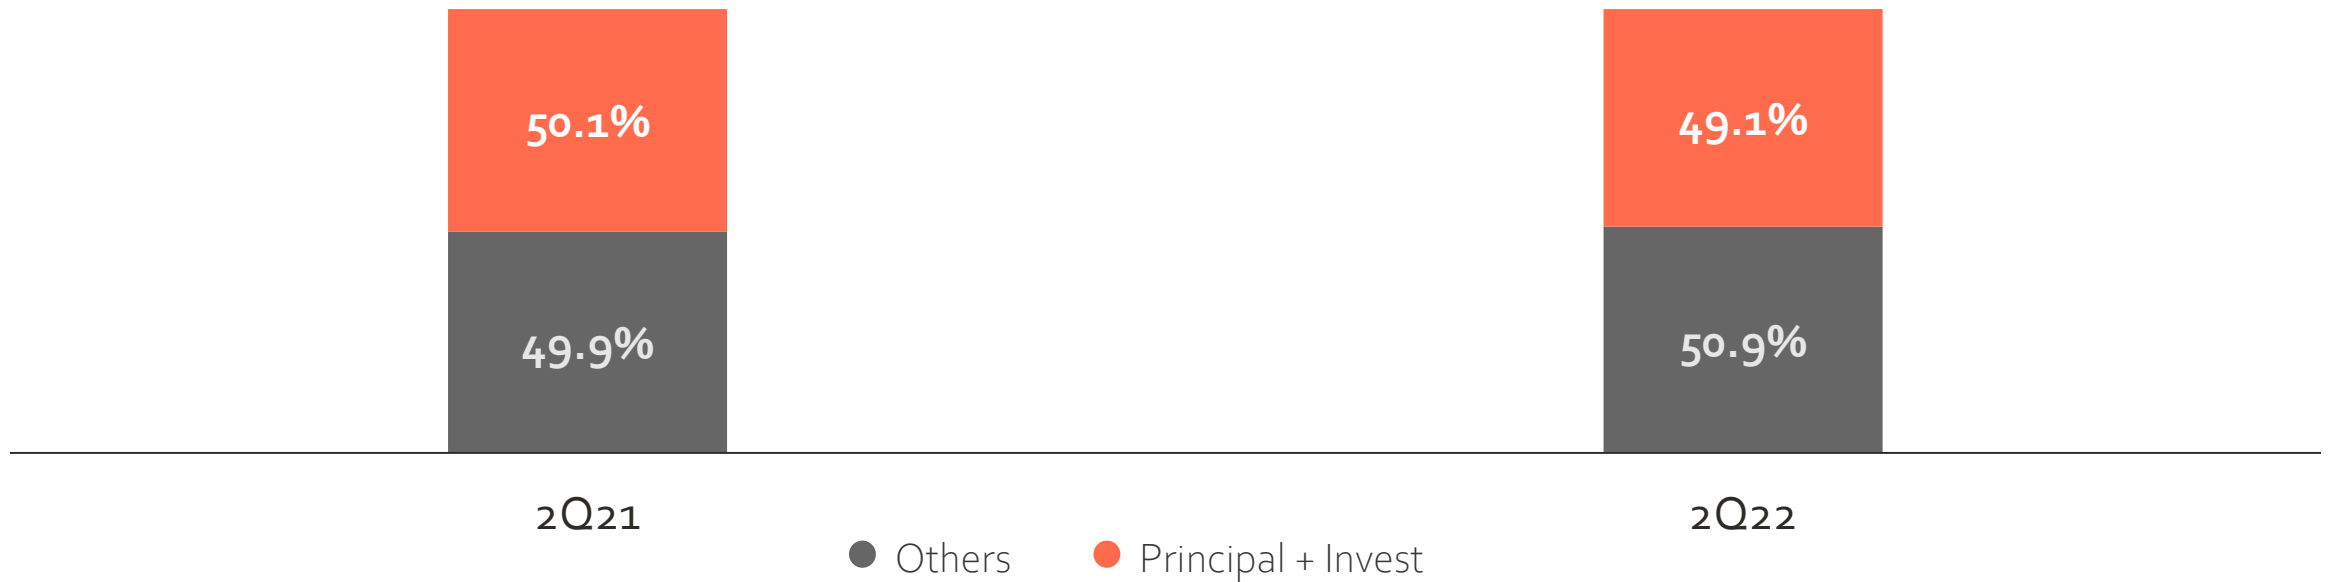 50.1%
49.1%
49.9%
50.9%
2Q21
2Q22
Others
Principal + Invest